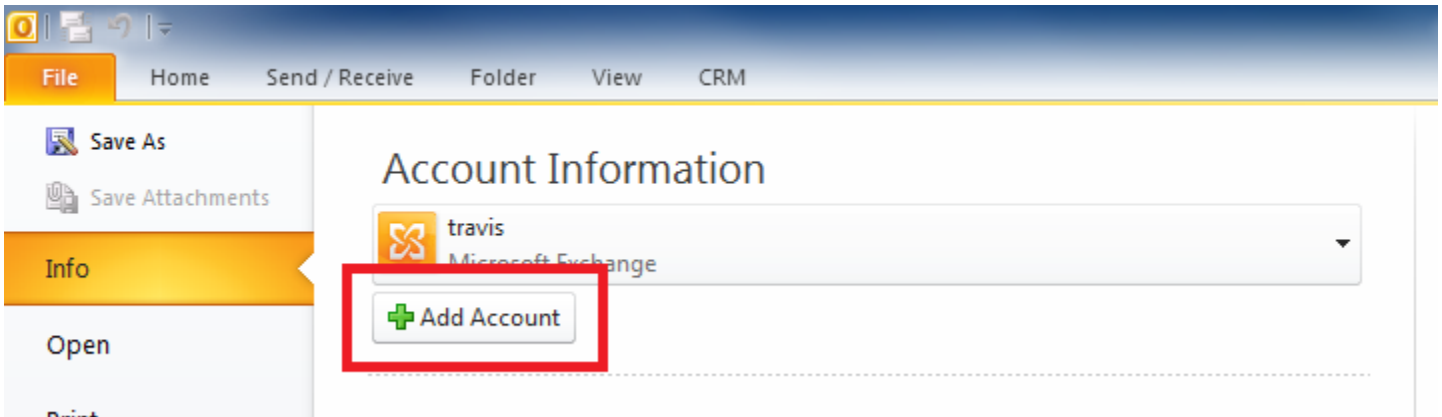 File Home Send / Receive Folder View CRM
Save As
Save Attachments
Info
Open
Print
Account Information
travis
Microsoft Exchange
Add Account